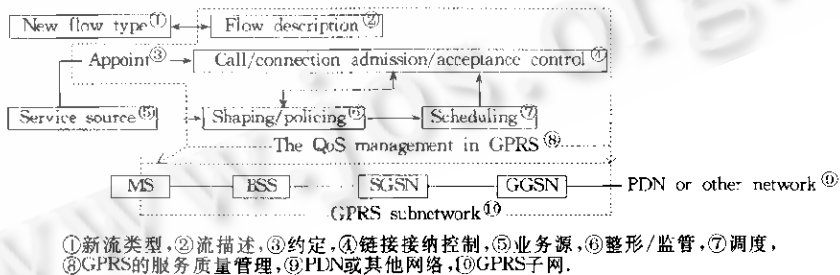 New flow type① Flow description②
Appoint③ Call/connection admission/acceptance control④
Service source⑤ Shaping/policing⑥ Scheduling⑦
The QoS management in GPRS⑧
MS BSS SGSN GGSN PDN or other network⑨
GPRS subnetwork⑩
①新流类型,②流描述,③约定,④链接接纳控制,⑤业务源,⑥整形/监管,⑦调度,
⑧GPRS的服务质量管理,⑨PDN或其他网络,⑩GPRS子网.